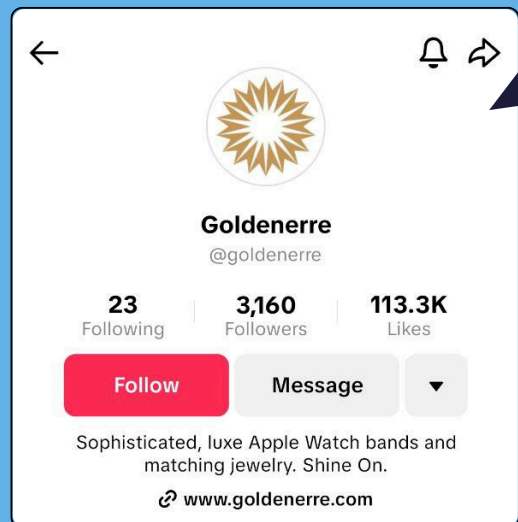 Goldenerre
@goldenerre
23 3,160 113.3K
Following Followers Likes
Follow Message
Sophisticated, luxe Apple Watch bands and
matching jewelry. Shine On.
www.goldenerre.com